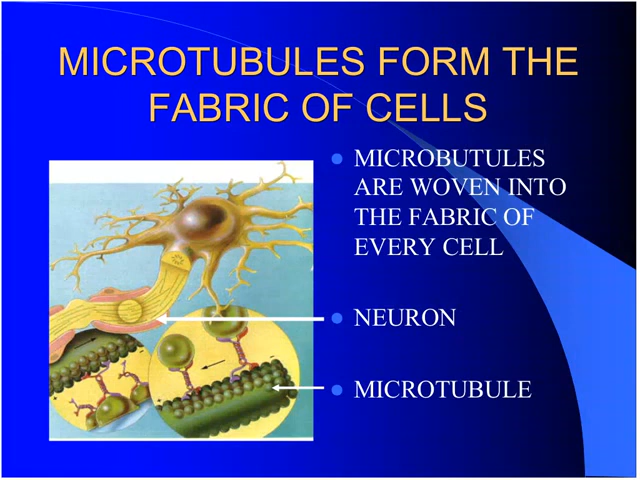 MICROTUBULES FORM THE
FABRIC OF CELLS
MICROBUTULES
ARE WOVEN INTO
THE FABRIC OF
EVERY CELL
NEURON
MICROTUBULE